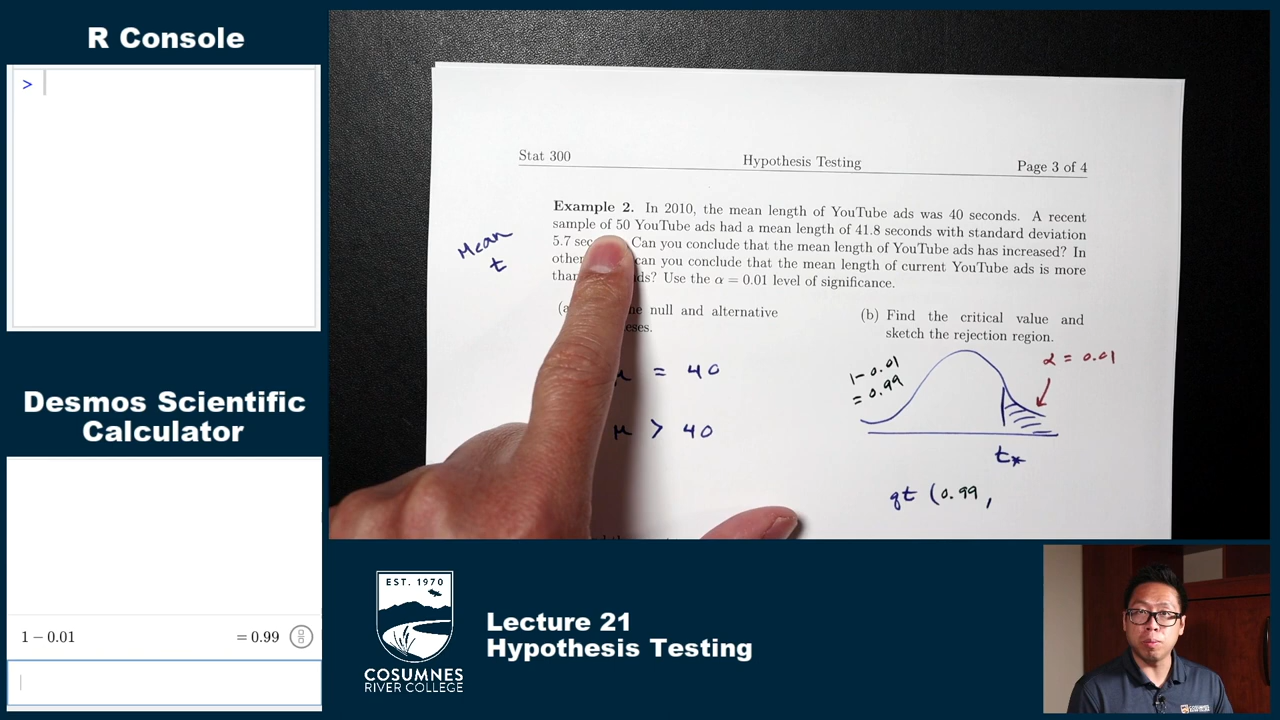 R Console
>
Desmos Scientific
Calculator
1 − 0.01 = 0.99
Stat 300 Hypothesis Testing Page 3 of 4
Example 2. In 2010, the mean length of YouTube ads was 40 seconds. A recent
sample of 50 YouTube ads had a mean length of 41.8 seconds with standard deviation
5.7 Can you conclude that the mean length of YouTube ads has increased? In
other can you conclude that the mean length of current YouTube ads is more
α = 0.01 level of significance. Use the
Mean
t
null and alternative
μ = 40
μ > 40
(b) Find the critical value and
sketch the rejection region.
1-0.01
= 0.99
α = 0.01
t*
qt (0.99,
EST. 1970
COSUMNES
RIVER COLLEGE
Lecture 21
Hypothesis Testing